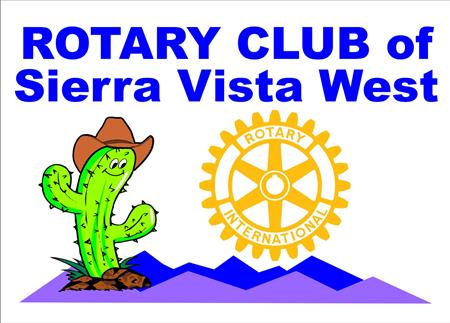 ROTARY CLUB of
Sierra Vista West
ROTARY
INTERNATIONAL